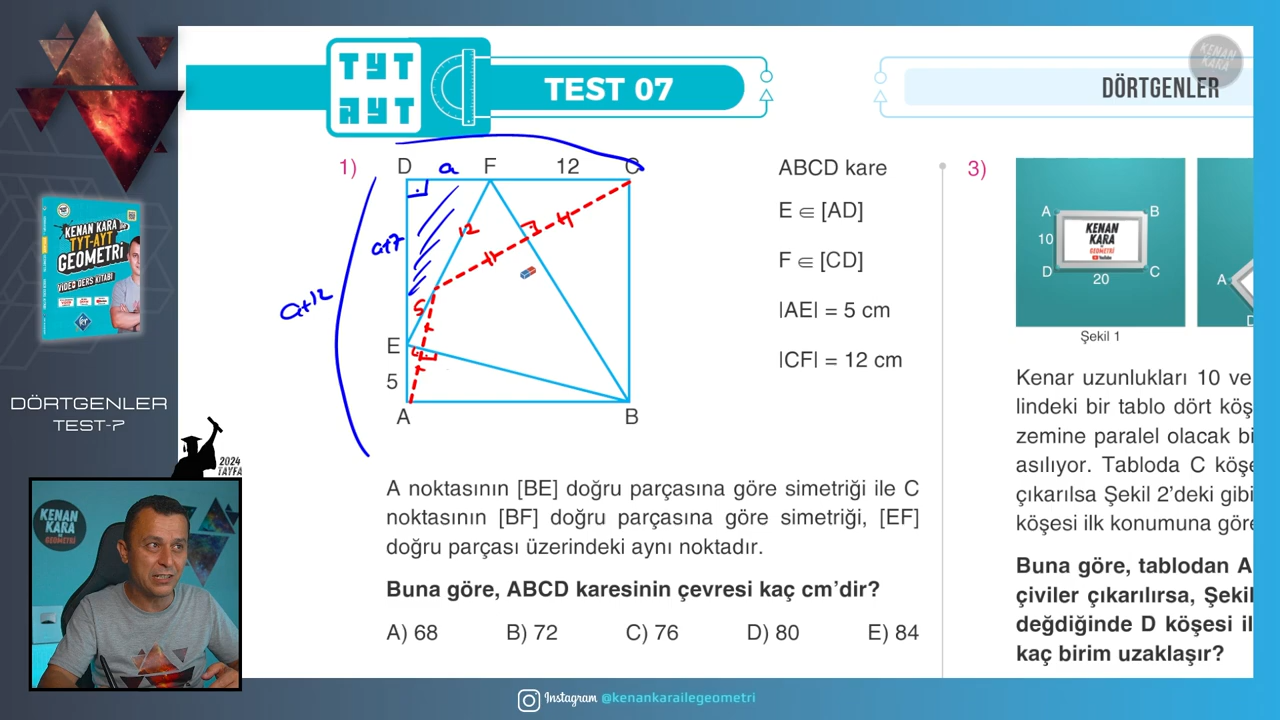 TYT
AYT
TEST 07
DÖRTGENLER
KENAN
KARA
KENAN KARA ile
TYT-AYT
GEOMETRİ
VİDEO DERS KİTABI
DÖRTGENLER
TEST-7
2024
TAYFA
KENAN
KARA
GEOMETRİ
1)
D a F 12 C
a+7
12
a+12
5
E
5
A B
ABCD kare
E ∈ [AD]
F ∈ [CD]
|AE| = 5 cm
|CF| = 12 cm
A noktasının [BE] doğru parçasına göre simetriği ile C
noktasının [BF] doğru parçasına göre simetriği, [EF]
doğru parçası üzerindeki aynı noktadır.
Buna göre, ABCD karesinin çevresi kaç cm’dir?
A) 68 B) 72 C) 76 D) 80 E) 84
3)
A B
10
KENAN
KARA
GEOMETRİ
YouTube
D C
20
A
D
Şekil 1
Kenar uzunlukları 10 ve
lindeki bir tablo dört köş
zemine paralel olacak bi
asılıyor. Tabloda C köşe
çıkarılsa Şekil 2’deki gibi
köşesi ilk konumuna göre
Buna göre, tablodan A
çiviler çıkarılırsa, Şekil
değdiğinde D köşesi il
kaç birim uzaklaşır?
Instagram @kenankarailegeometri